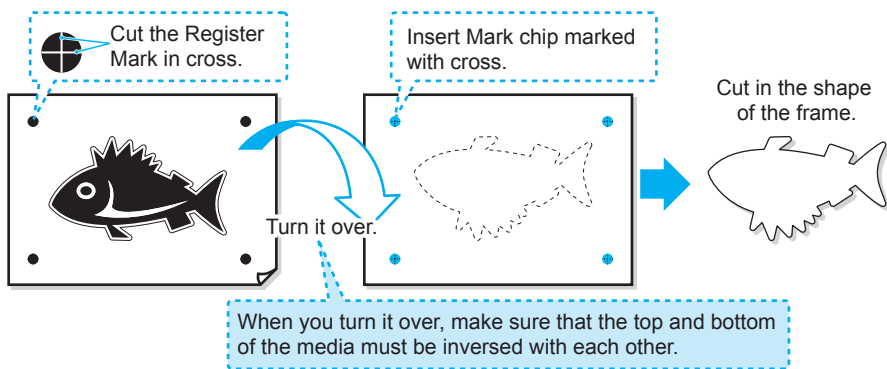 Cut the Register
Mark in cross.
Insert Mark chip marked
with cross.
Cut in the shape
of the frame.
Turn it over.
When you turn it over, make sure that the top and bottom
of the media must be inversed with each other.